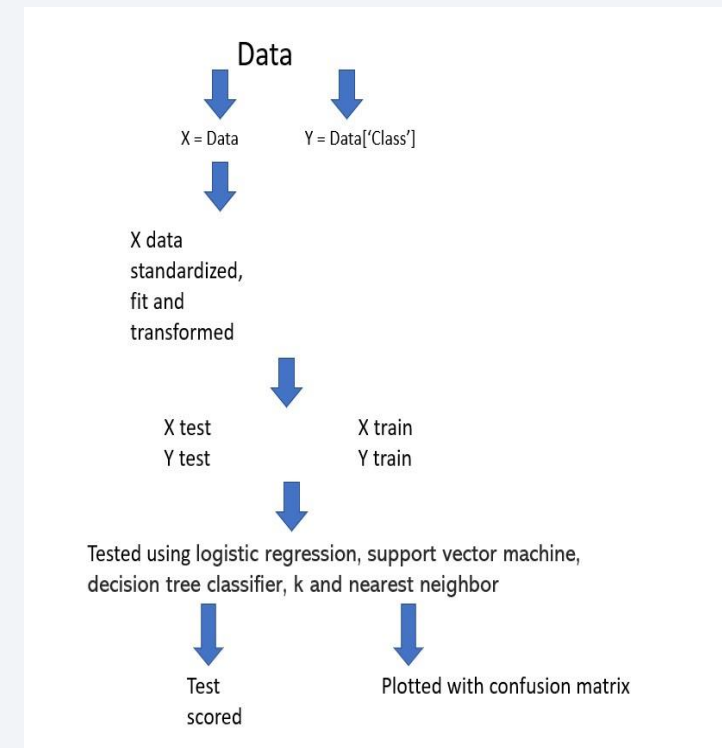 Data
X = Data
Y = Data[‘Class’]
X data
standardized,
fit and
transformed
X test
Y test
X train
Y train
Tested using logistic regression, support vector machine,
decision tree classifier, k and nearest neighbor
Test
scored
Plotted with confusion matrix